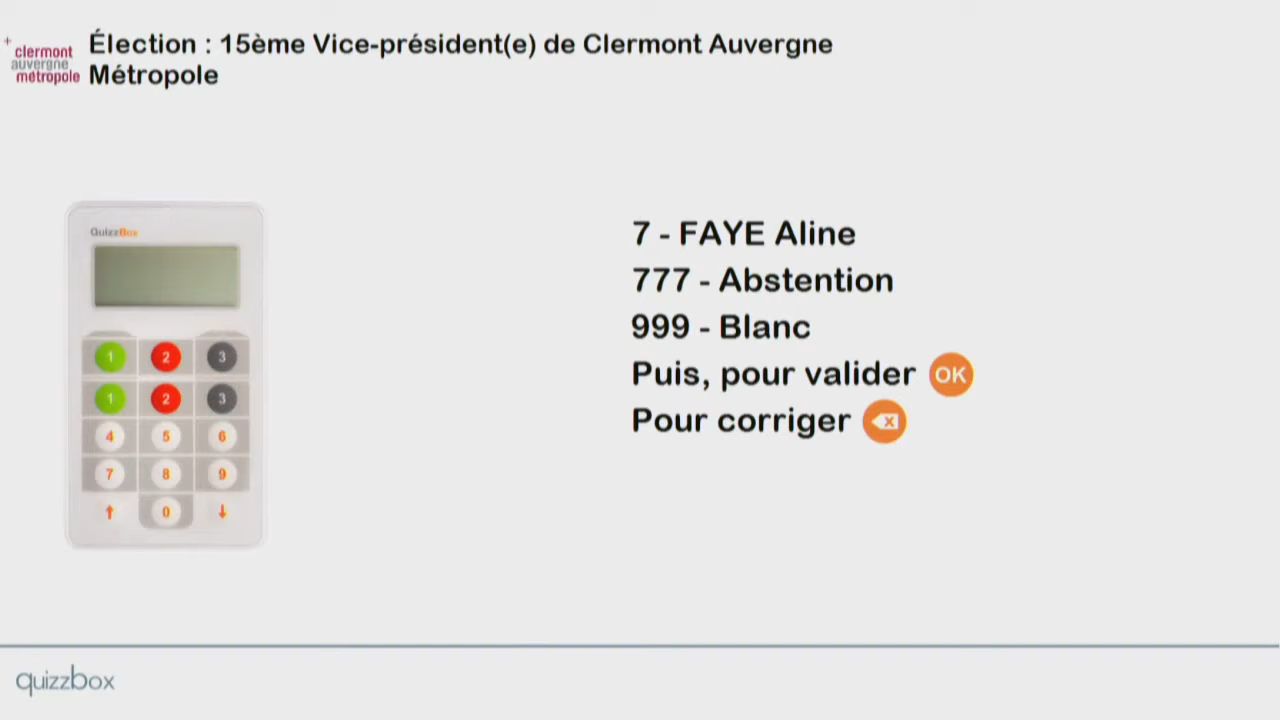 Élection : 15ème Vice-président(e) de Clermont Auvergne
Métropole
clermont
auvergne
métropole
QuizzBox
1 2 3
1 2 3
4 5 6
7 8 9
0
7 - FAYE Aline
777 - Abstention
999 - Blanc
Puis, pour valider OK
Pour corriger
quizzbox